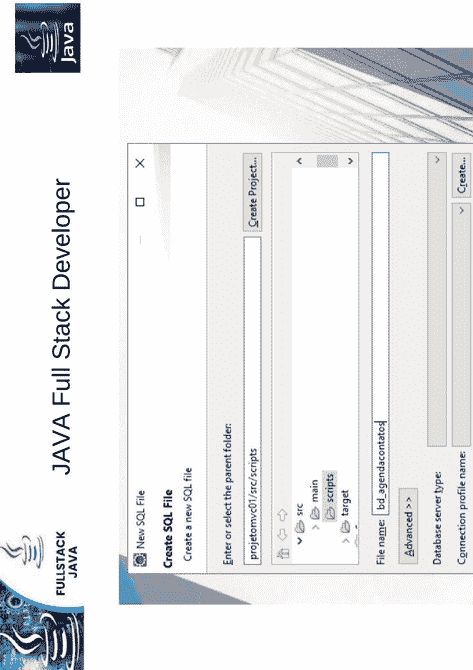 FULLSTACK
JAVA
JAVA Full Stack Developer
Java
New SQL File
Create SQL File
Create a new SQL file
Enter or select the parent folder:
projetomvc01/src/scripts
Create Project...
src
main
scripts
target
File name:
bd_agendacontatos
Advanced >>
Database server type:
Connection profile name:
Create...